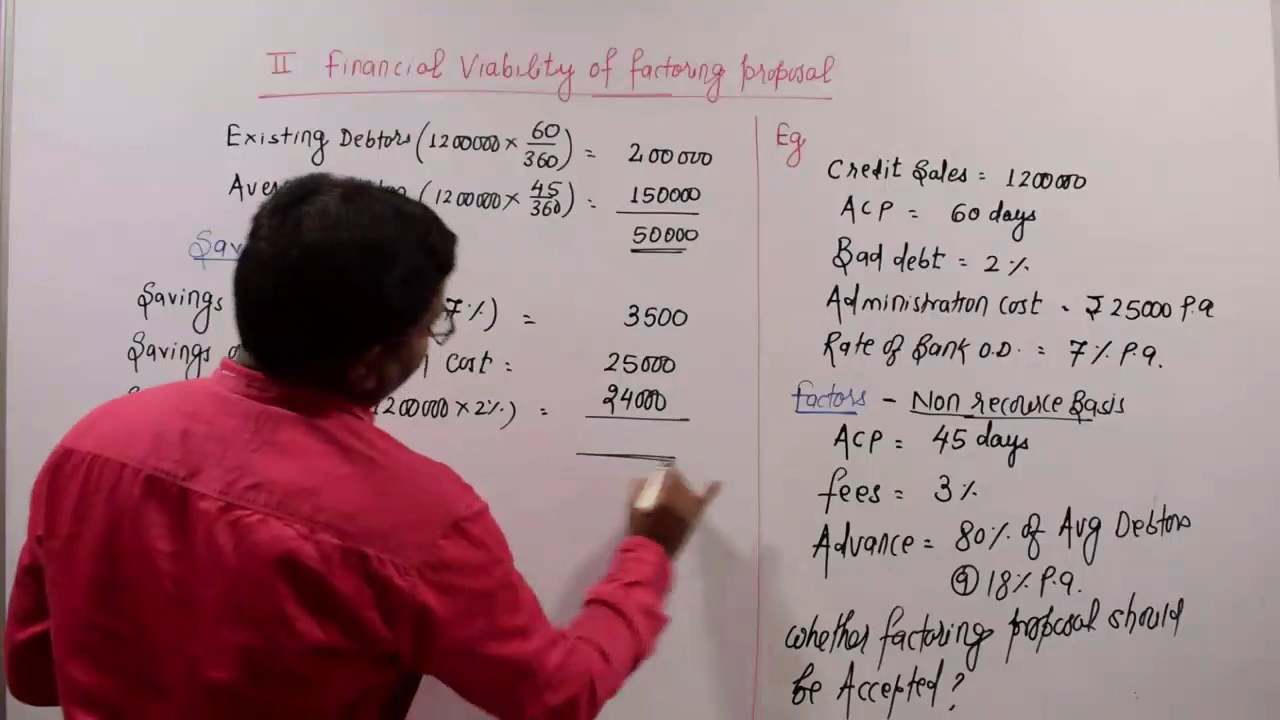 II Financial Viability of factoring proposal
Existing Debtors (1200000 × 60/360) = 200000
(1200000 × 45/360) = 150000
50000
Savings 7%) = 3500
Savings cost = 25000
1200000 × 2%) = 24000
Eg
Credit Sales = 1200000
ACP = 60 days
Bad debt = 2%
Administration cost = ₹ 25000 P.a
Rate of Bank O.D. = 7% P.a.
factors - Non recourse Basis
ACP = 45 days
fees = 3%
Advance = 80% of Avg Debtors
@ 18% P.a.
Whether factoring proposal should
be Accepted?